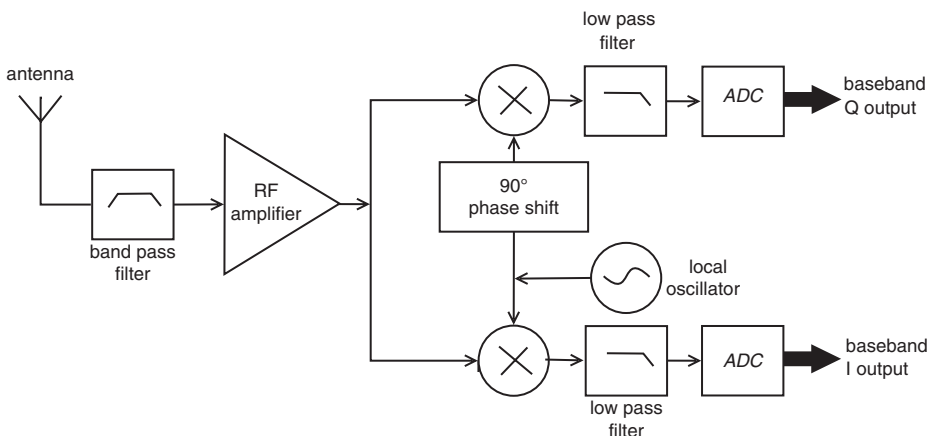 low pass
filter
antenna
ADC
baseband
Q output
RF
amplifier
90°
phase shift
band pass
filter
local
oscillator
ADC
baseband
I output
low pass
filter